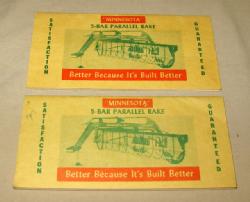 MINNESOTA
5-BAR PARALLEL RAKE
SATISFACTION
GUARANTEED
Better Because It's Built Better
MINNESOTA
5-BAR PARALLEL RAKE
SATISFACTION
GUARANTEED
Better Because It's Built Better